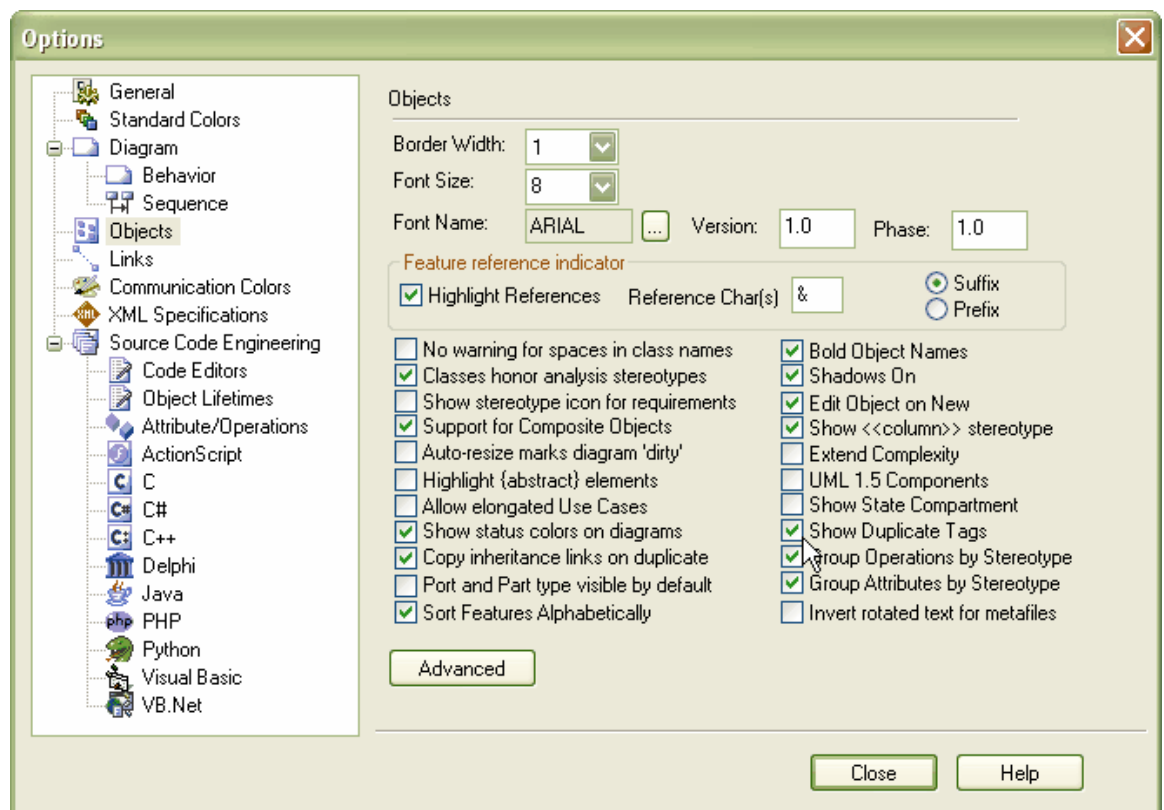 Options
General
Standard Colors
Diagram
Behavior
Sequence
Objects
Links
Communication Colors
XML Specifications
Source Code Engineering
Code Editors
Object Lifetimes
Attribute/Operations
ActionScript
C
C#
C++
Delphi
Java
PHP
Python
Visual Basic
VB.Net
Objects
Border Width: 1
Font Size: 8
Font Name: ARIAL ... Version: 1.0 Phase: 1.0
Feature reference indicator
Highlight References Reference Char(s) & Suffix
Prefix
No warning for spaces in class names
Classes honor analysis stereotypes
Show stereotype icon for requirements
Support for Composite Objects
Auto-resize marks diagram 'dirty'
Highlight {abstract} elements
Allow elongated Use Cases
Show status colors on diagrams
Copy inheritance links on duplicate
Port and Part type visible by default
Sort Features Alphabetically
Bold Object Names
Shadows On
Edit Object on New
Show <<column>> stereotype
Extend Complexity
UML 1.5 Components
Show State Compartment
Show Duplicate Tags
Group Operations by Stereotype
Group Attributes by Stereotype
Invert rotated text for metafiles
Advanced
Close Help